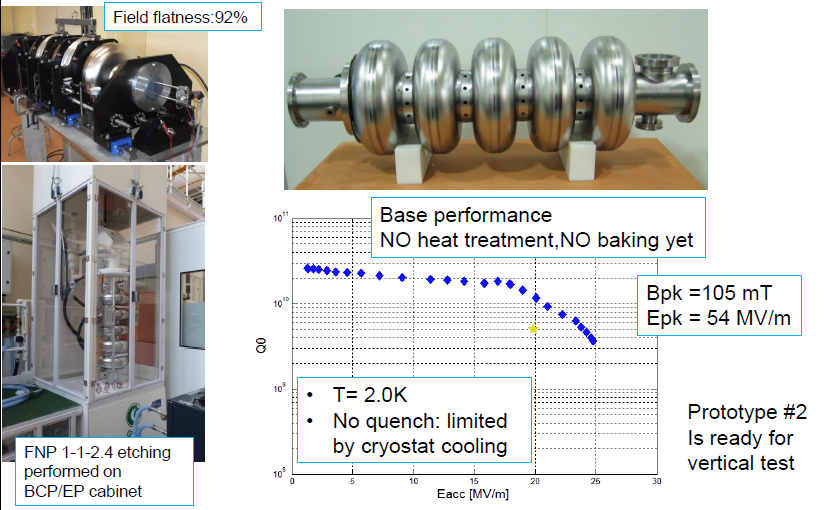 Field flatness:92%
Base performance
NO heat treatment,NO baking yet
Bpk =105 mT
Epk = 54 MV/m
10¹¹
10¹⁰
10⁹
10⁸
Q0
• T= 2.0K
• No quench: limited
by cryostat cooling
0
5
10
15
20
25
30
Eacc [MV/m]
Prototype #2
Is ready for
vertical test
FNP 1-1-2.4 etching
performed on
BCP/EP cabinet